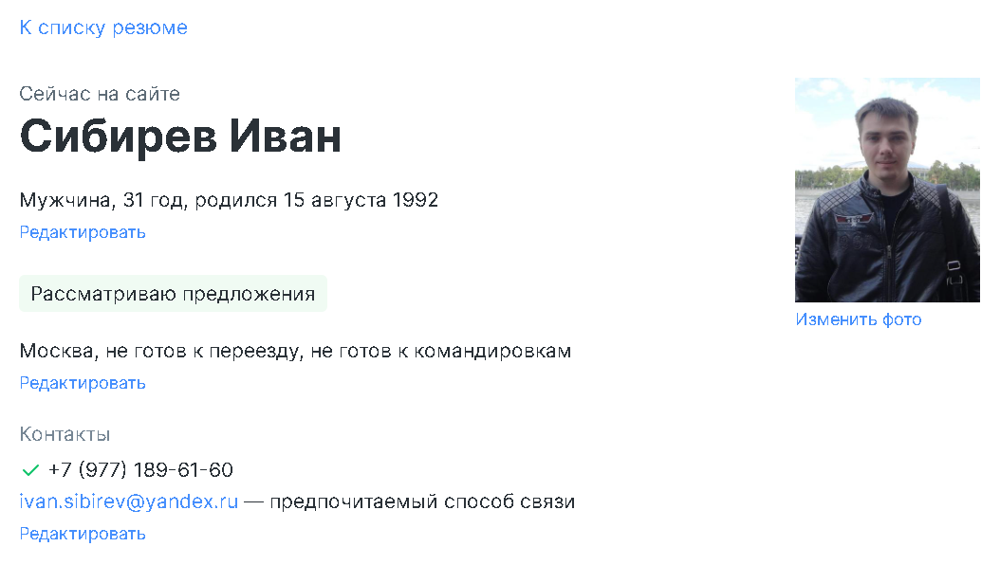 К списку резюме
Сейчас на сайте
Сибирев Иван
Мужчина, 31 год, родился 15 августа 1992
Редактировать
Рассматриваю предложения
Изменить фото
Москва, не готов к переезду, не готов к командировкам
Редактировать
Контакты
+7 (977) 189-61-60
ivan.sibirev@yandex.ru — предпочитаемый способ связи
Редактировать